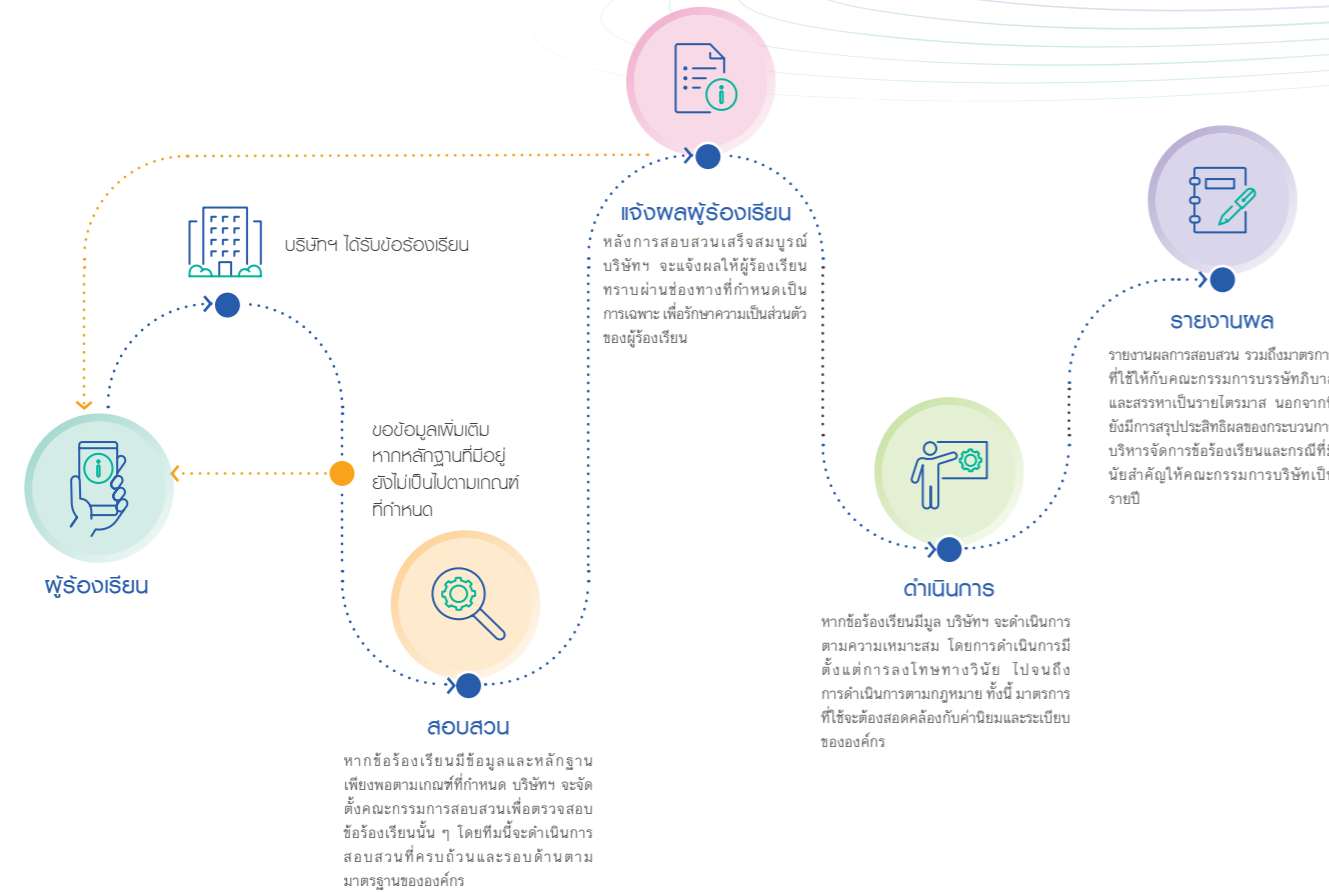 บริษัทฯ ได้รับข้อร้องเรียน
ผู้ร้องเรียน
ขอข้อมูลเพิ่มเติม
หากหลักฐานที่มีอยู่
ยังไม่เป็นไปตามเกณฑ์
ที่กำหนด
สอบสวน
หากข้อร้องเรียนมีข้อมูลและหลักฐาน
เพียงพอตามเกณฑ์ที่กำหนด บริษัทฯ จะจัด
ตั้งคณะกรรมการสอบสวนเพื่อตรวจสอบ
ข้อร้องเรียนนั้น ๆ โดยทีมนี้จะดำเนินการ
สอบสวนที่ครบถ้วนและรอบด้านตาม
มาตรฐานขององค์กร
แจ้งผลผู้ร้องเรียน
หลังการสอบสวนเสร็จสมบูรณ์
บริษัทฯ จะแจ้งผลให้ผู้ร้องเรียน
ทราบผ่านช่องทางที่กำหนดเป็น
การเฉพาะ เพื่อรักษาความเป็นส่วนตัว
ของผู้ร้องเรียน
ดำเนินการ
หากข้อร้องเรียนมีมูล บริษัทฯ จะดำเนินการ
ตามความเหมาะสม โดยการดำเนินการมี
ตั้งแต่การลงโทษทางวินัย ไปจนถึง
การดำเนินการตามกฎหมาย ทั้งนี้ มาตรการ
ที่ใช้จะต้องสอดคล้องกับค่านิยมและระเบียบ
ขององค์กร
รายงานผล
รายงานผลการสอบสวน รวมถึงมาตรกา
ที่ใช้ให้กับคณะกรรมการบรรษัทภิบา
และสรรหาเป็นรายไตรมาส นอกจาก
ยังมีการสรุปประสิทธิผลของกระบวนกา
บริหารจัดการข้อร้องเรียนและกรณีที่
นัยสำคัญให้คณะกรรมการบริษัทเป็
รายปี